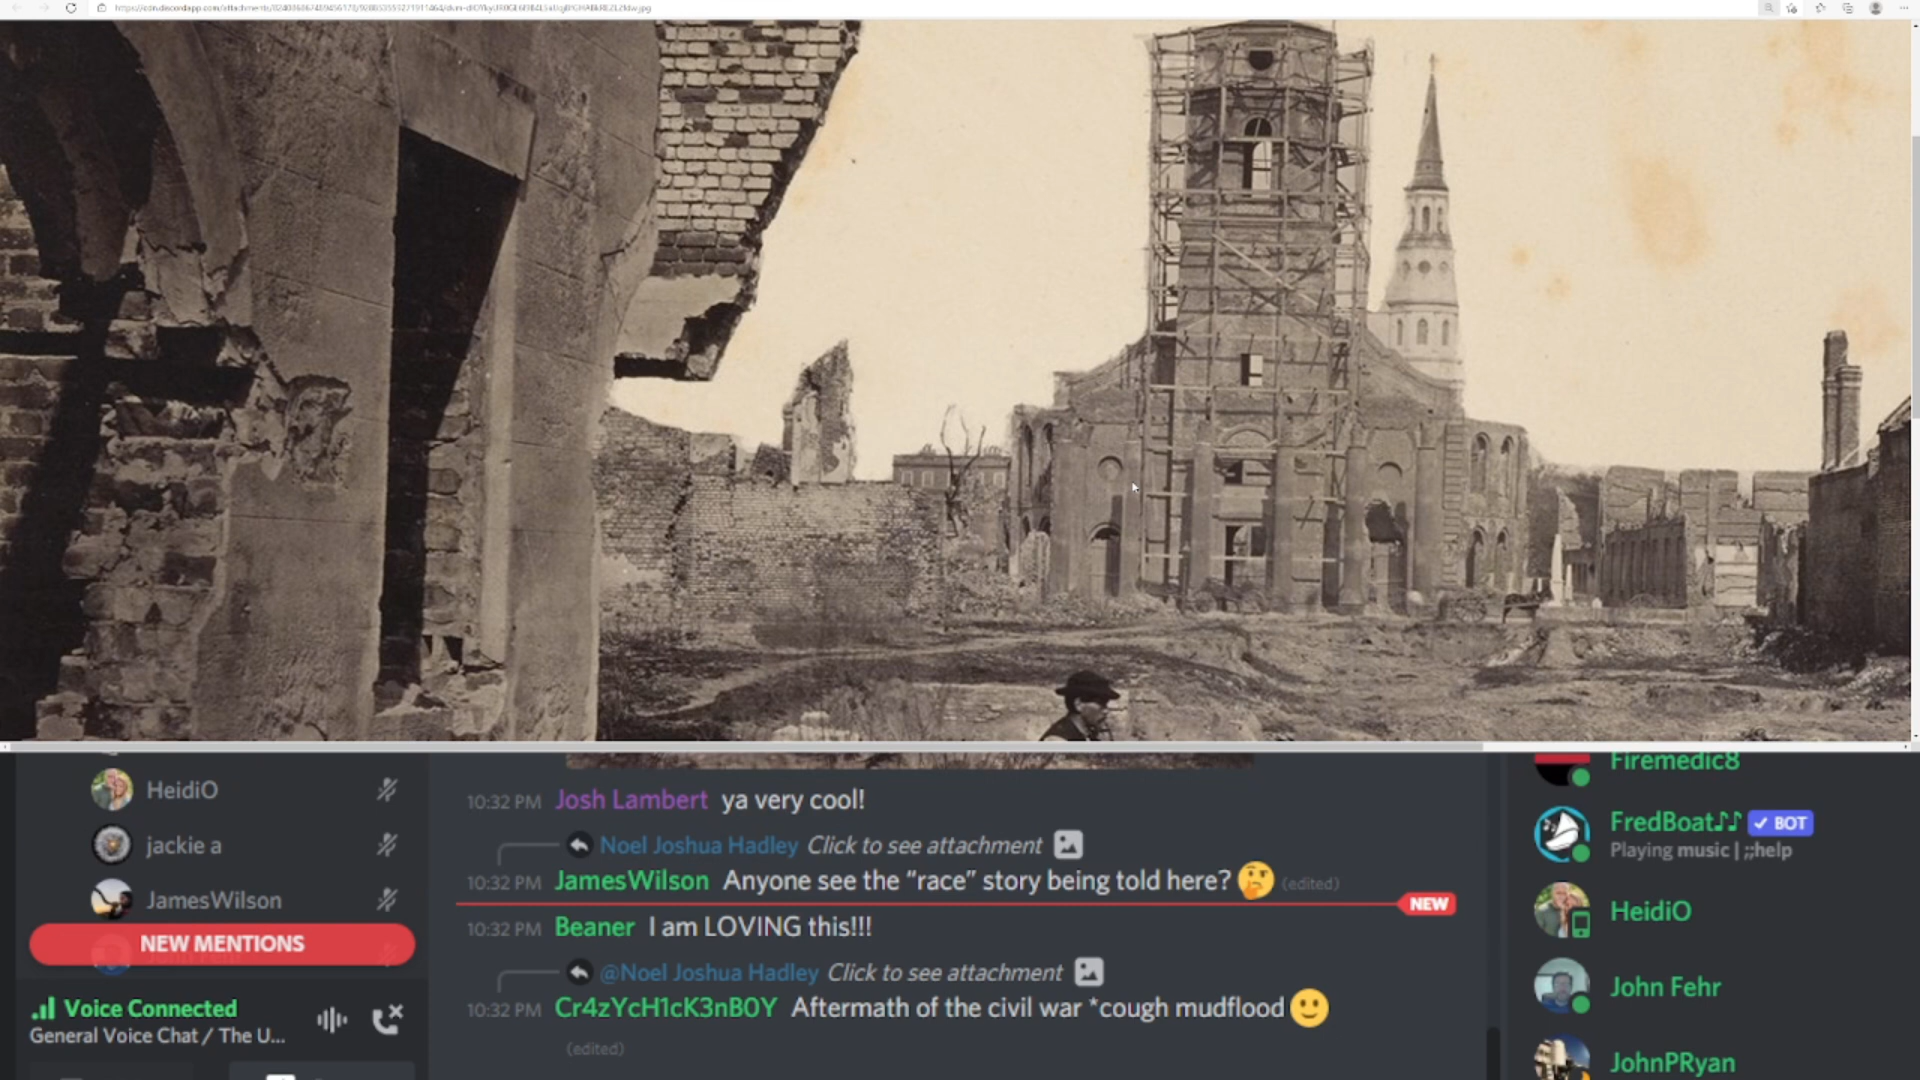 HeidiO
jackie a
JamesWilson
NEW MENTIONS
Voice Connected
General Voice Chat / The U...
10:32 PM Josh Lambert ya very cool!
Noel Joshua Hadley Click to see attachment
10:32 PM JamesWilson Anyone see the “race” story being told here? 🤔 (edited)
NEW
10:32 PM Beaner I am LOVING this!!!
@Noel Joshua Hadley Click to see attachment
10:32 PM Cr4zYcH1cK3nB0Y Aftermath of the civil war *cough mudflood 🙂
(edited)
Firemedic8
FredBoat♪♪ ✓ BOT
Playing music | ;;help
HeidiO
John Fehr
JohnPRyan